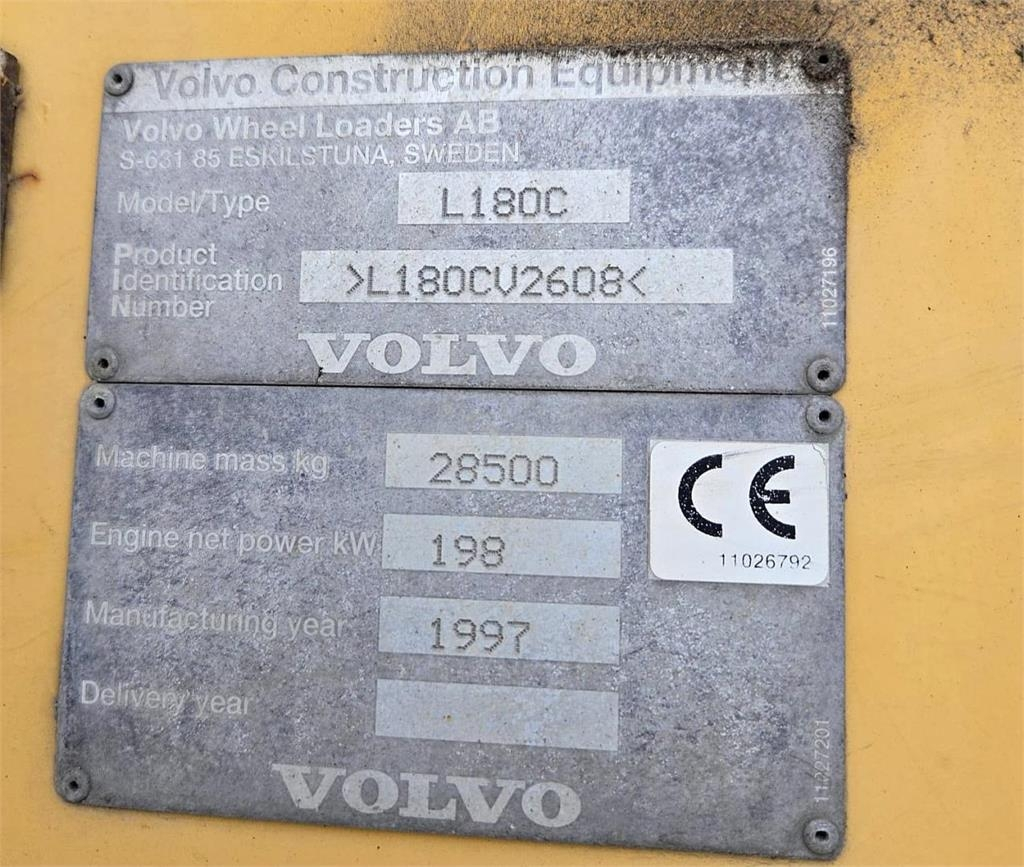 Volvo Construction Equipment
Volvo Wheel Loaders AB
S-631 85 ESKILSTUNA, SWEDEN
Model/Type L180C
Product
Identification >L180CV2608<
Number
11027196
VOLVO
Machine mass kg 28500
CE
11026792
Engine net power kW 198
Manufacturing year 1997
Delivery year
VOLVO